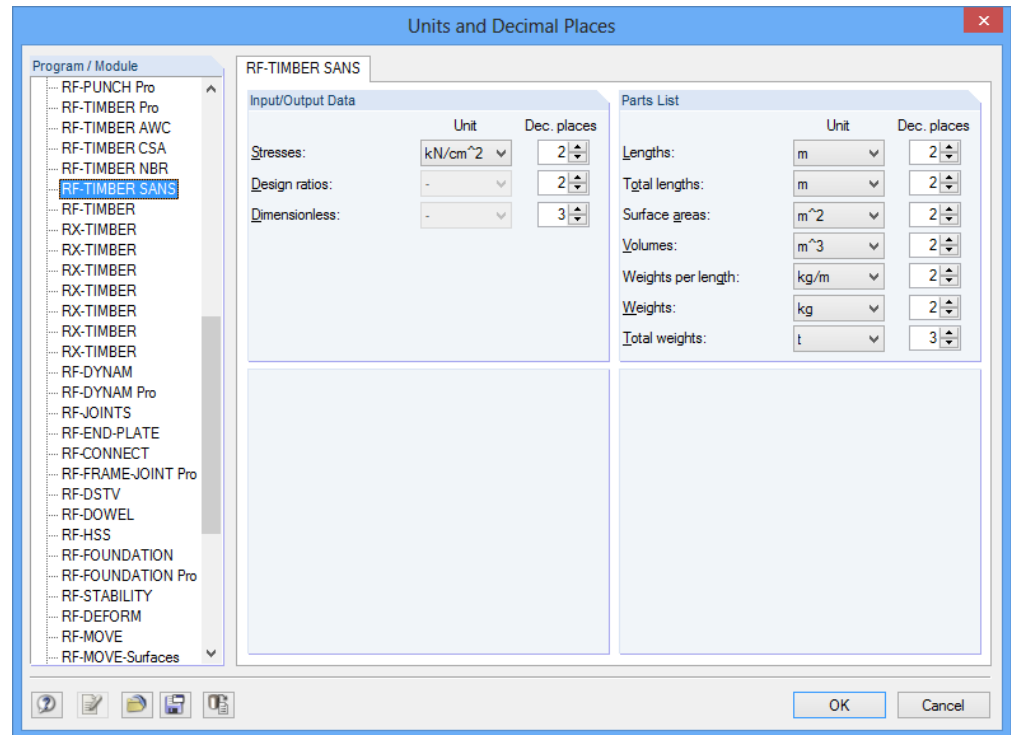 Units and Decimal Places
Program / Module
RF-PUNCH Pro
RF-TIMBER Pro
RF-TIMBER AWC
RF-TIMBER CSA
RF-TIMBER NBR
RF-TIMBER SANS
RF-TIMBER
RX-TIMBER
RX-TIMBER
RX-TIMBER
RX-TIMBER
RX-TIMBER
RX-TIMBER
RX-TIMBER
RF-DYNAM
RF-DYNAM Pro
RF-JOINTS
RF-END-PLATE
RF-CONNECT
RF-FRAME-JOINT Pro
RF-DSTV
RF-DOWEL
RF-HSS
RF-FOUNDATION
RF-FOUNDATION Pro
RF-STABILITY
RF-DEFORM
RF-MOVE
RF-MOVE-Surfaces
RF-TIMBER SANS
Input/Output Data
Unit Dec. places
Stresses: kN/cm^2 2
Design ratios: - 2
Dimensionless: - 3
Parts List
Unit Dec. places
Lengths: m 2
Total lengths: m 2
Surface areas: m^2 2
Volumes: m^3 2
Weights per length: kg/m 2
Weights: kg 2
Total weights: t 3
OK Cancel